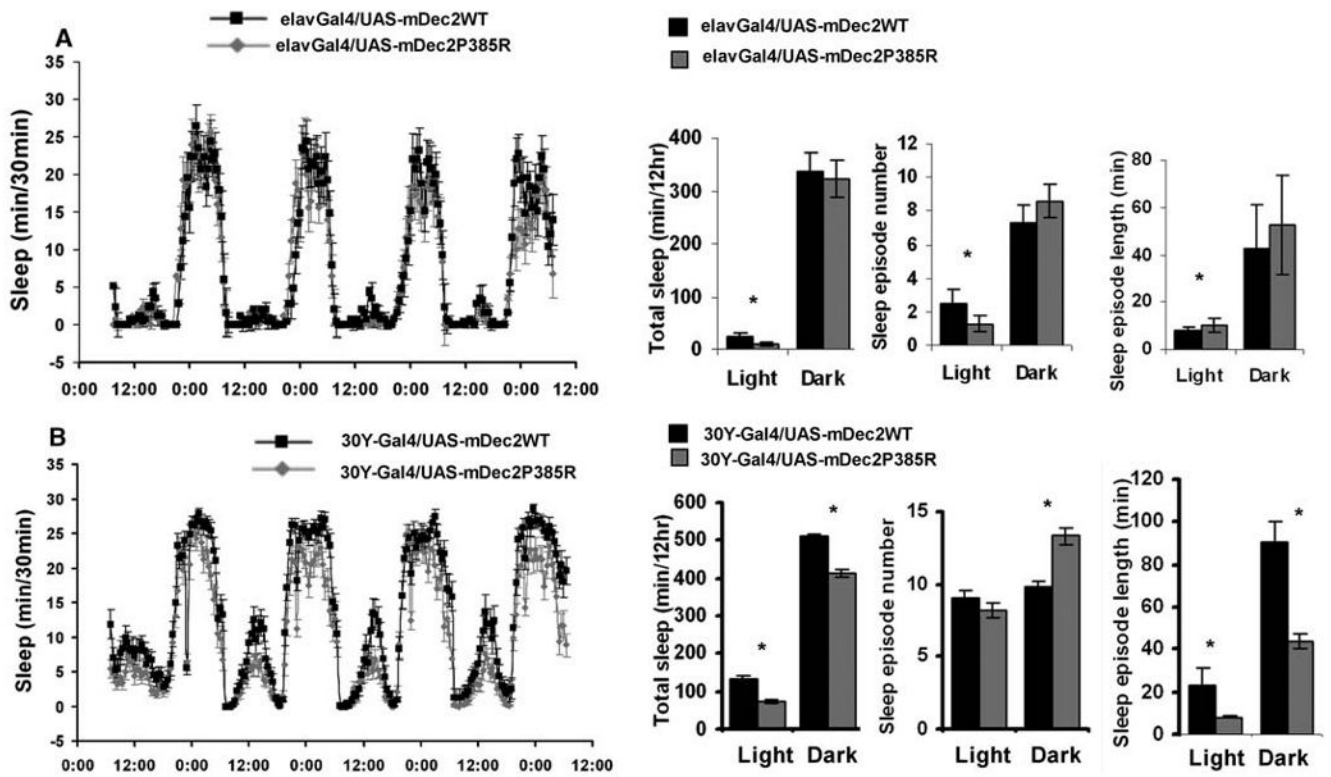 A
elavGal4/UAS-mDec2WT
elavGal4/UAS-mDec2P385R
Sleep (min/30min)
35
30
25
20
15
10
5
0
-5
0:00 12:00 0:00 12:00 0:00 12:00 0:00 12:00 0:00 12:00
elavGal4/UAS-mDec2WT
elavGal4/UAS-mDec2P385R
Total sleep (min/12hr)
400
300
200
100
0
*
Light Dark
Sleep episode number
12
10
8
6
4
2
0
*
Light Dark
Sleep episode length (min)
80
60
40
20
0
*
Light Dark
B
30Y-Gal4/UAS-mDec2WT
30Y-Gal4/UAS-mDec2P385R
Sleep (min/30min)
35
30
25
20
15
10
5
0
-5
0:00 12:00 0:00 12:00 0:00 12:00 0:00 12:00 0:00 12:00
30Y-Gal4/UAS-mDec2WT
30Y-Gal4/UAS-mDec2P385R
Total sleep (min/12hr)
600
500
400
300
200
100
0
* *
Light Dark
Sleep episode number
15
10
5
0
*
Light Dark
Sleep episode length (min)
120
100
80
60
40
20
0
* *
Light Dark